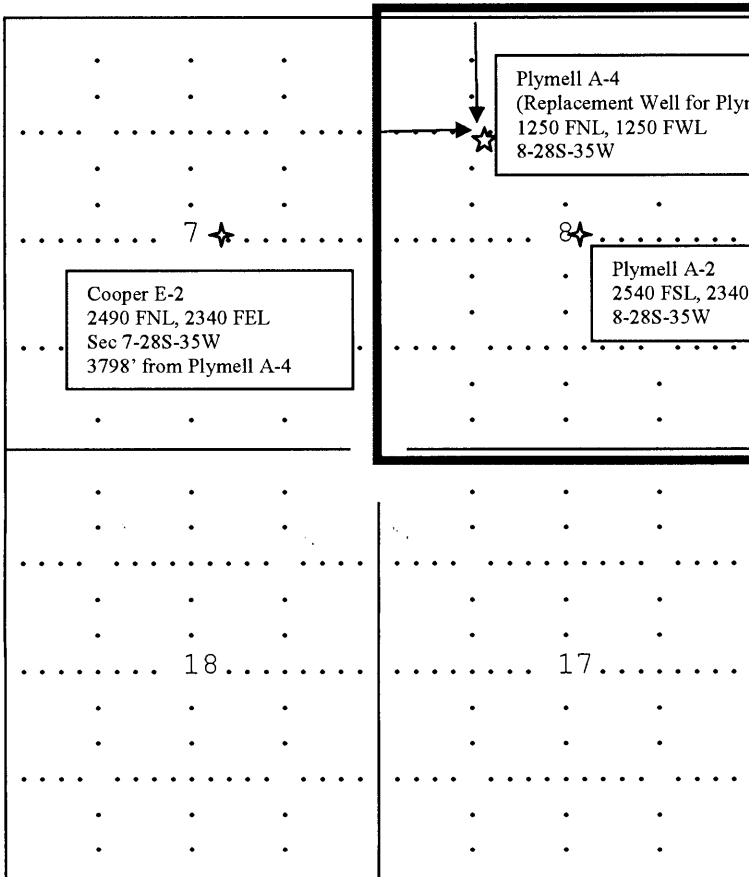 Plymell A-4
(Replacement Well for Plym
1250 FNL, 1250 FWL
8-28S-35W
7
8
Cooper E-2
2490 FNL, 2340 FEL
Sec 7-28S-35W
3798' from Plymell A-4
Plymell A-2
2540 FSL, 2340
8-28S-35W
18
17